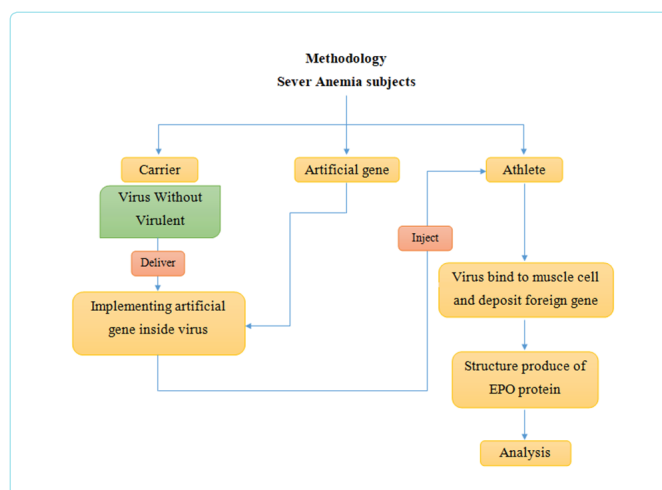 Methodology
Sever Anemia subjects
Carrier
Artificial gene
Athlete
Virus Without
Virulent
Inject
Deliver
Virus bind to muscle cell
and deposit foreign gene
Implementing artificial
gene inside virus
Structure produce of
EPO protein
Analysis